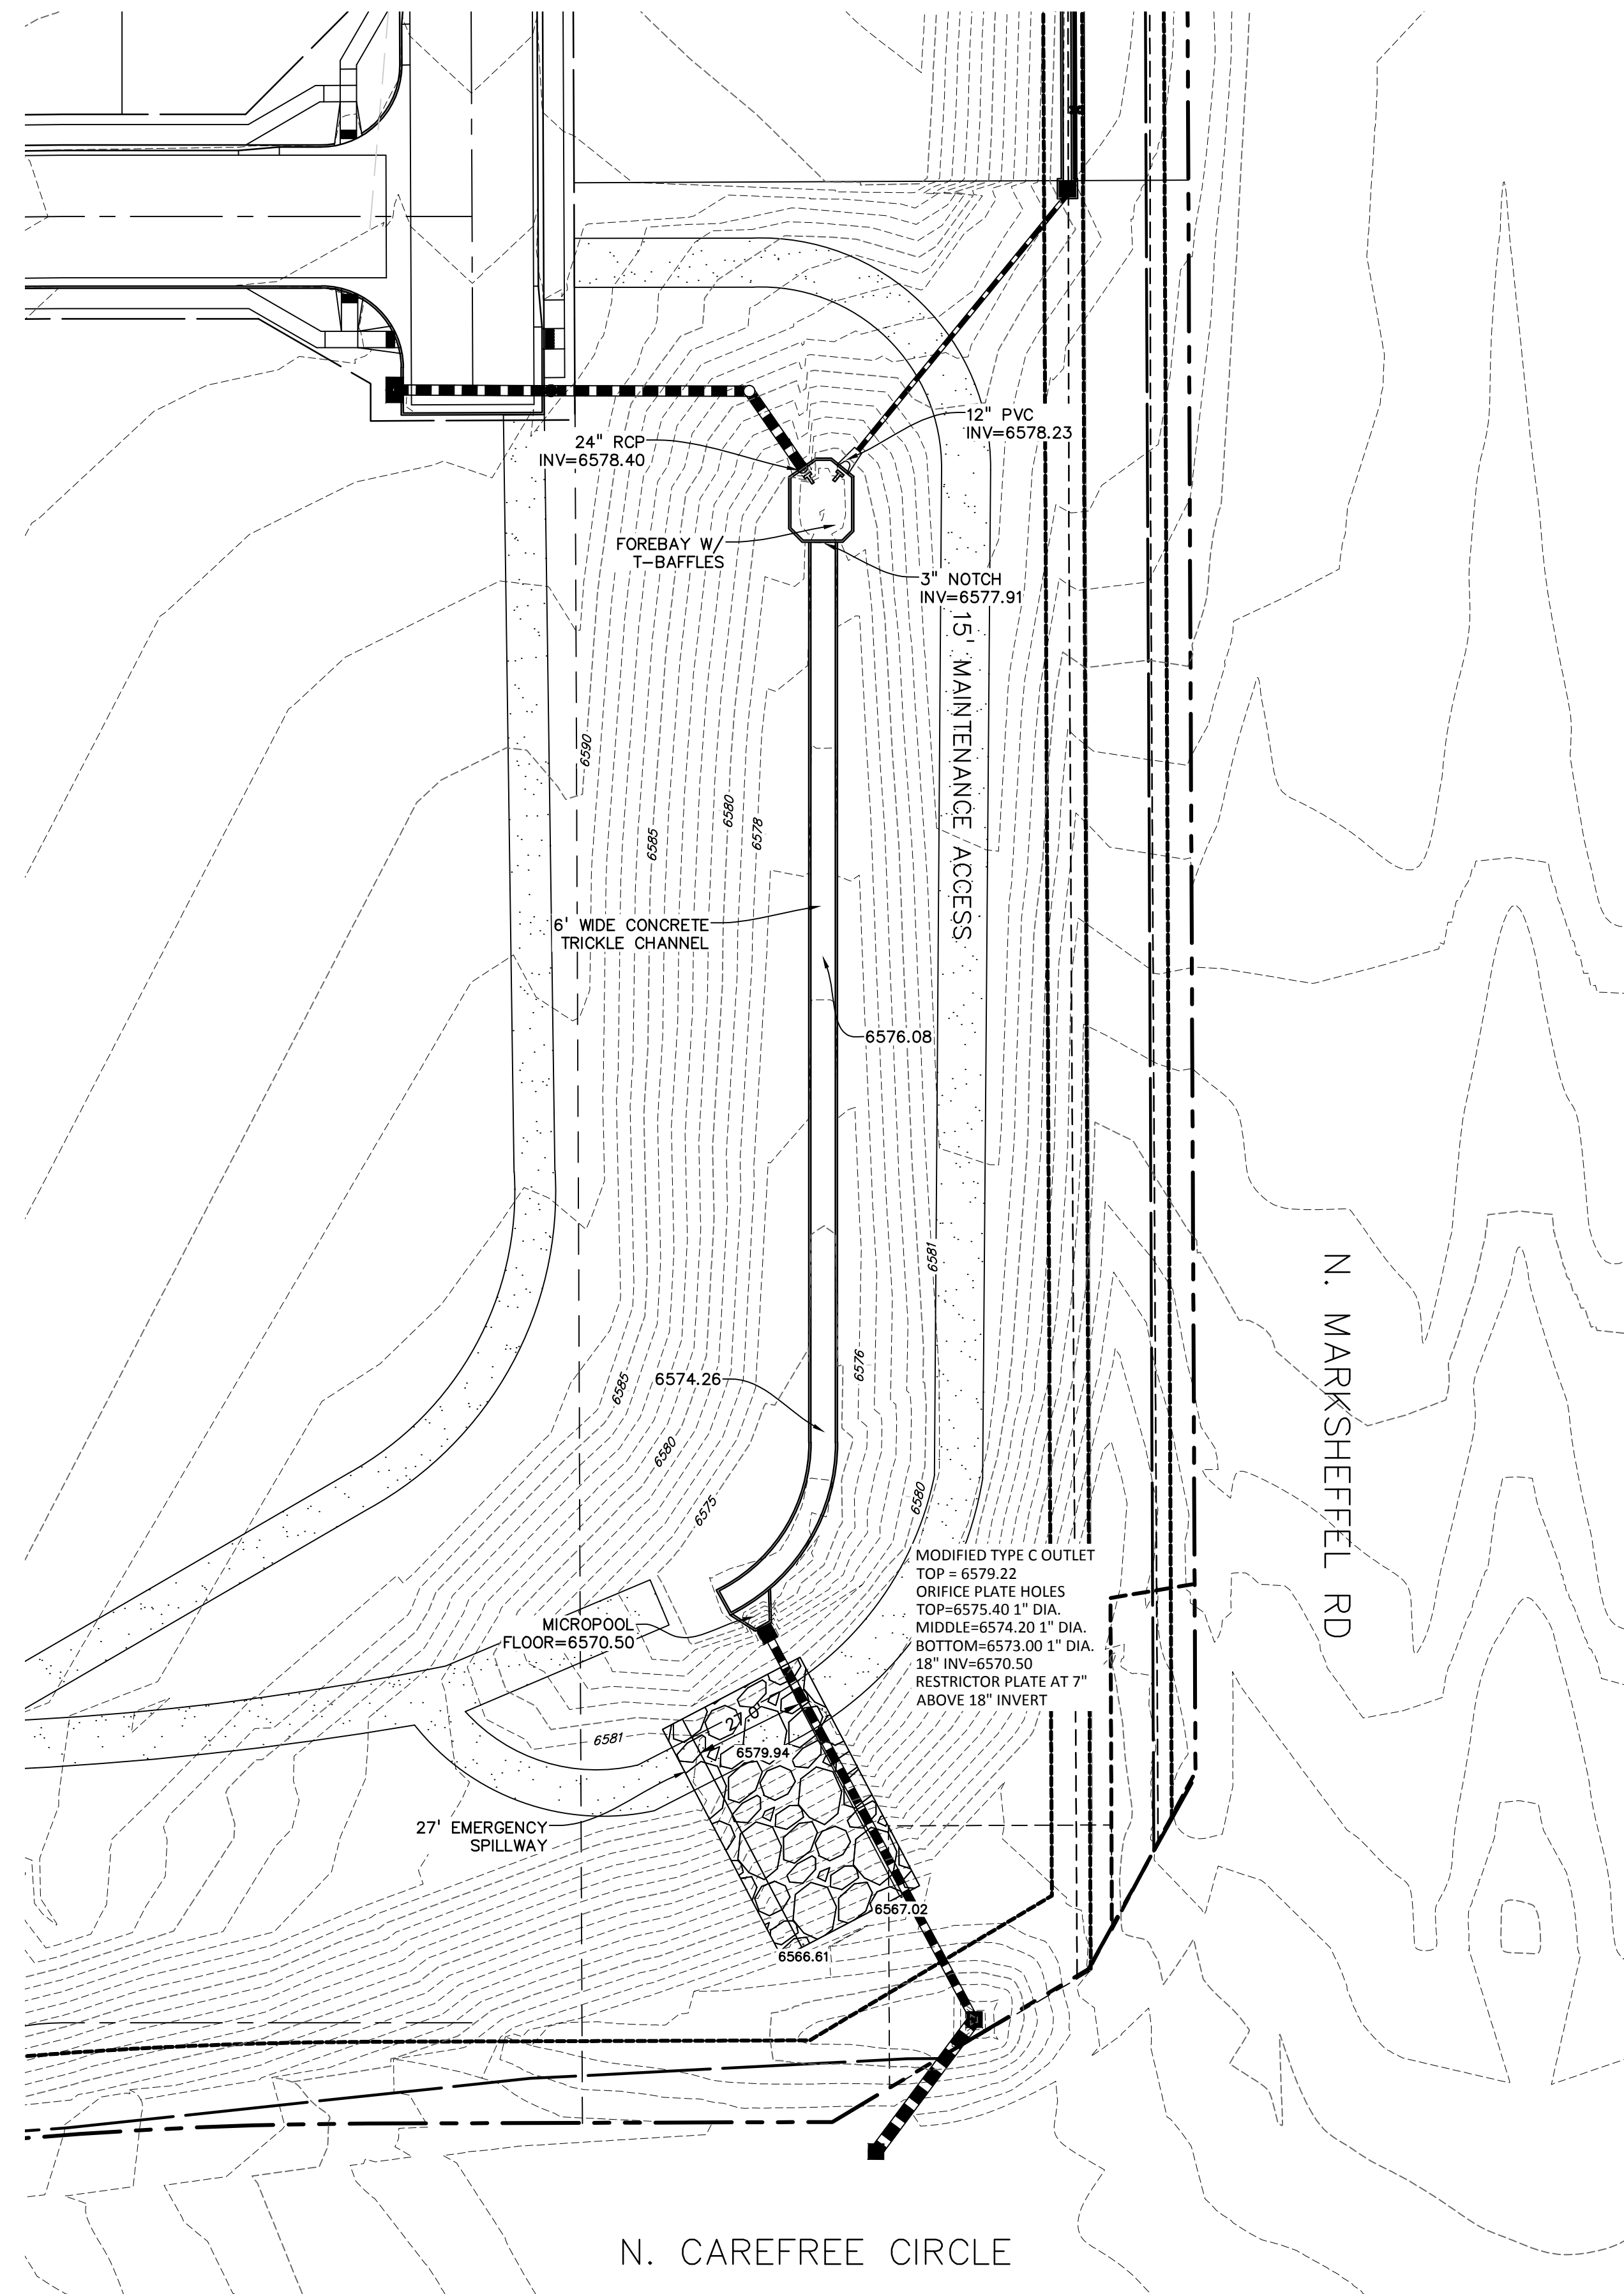 12" PVC
INV=6578.23
24" RCP
INV=6578.40
FOREBAY W/
T-BAFFLES
3" NOTCH
INV=6577.91
15' MAINTENANCE ACCESS
6590
6580
6585
6578
6' WIDE CONCRETE
TRICKLE CHANNEL
6576.08
6581
N. MARKSHEFFEL RD
6576
6574.26
6585
6580
6575
6580
MODIFIED TYPE C OUTLET
TOP = 6579.22
ORIFICE PLATE HOLES
TOP=6575.40 1" DIA.
MIDDLE=6574.20 1" DIA.
BOTTOM=6573.00 1" DIA.
18" INV=6570.50
RESTRICTOR PLATE AT 7"
ABOVE 18" INVERT
MICROPOOL
FLOOR=6570.50
27.0'
6581
6579.94
27' EMERGENCY
SPILLWAY
6567.02
6566.61
N. CAREFREE CIRCLE